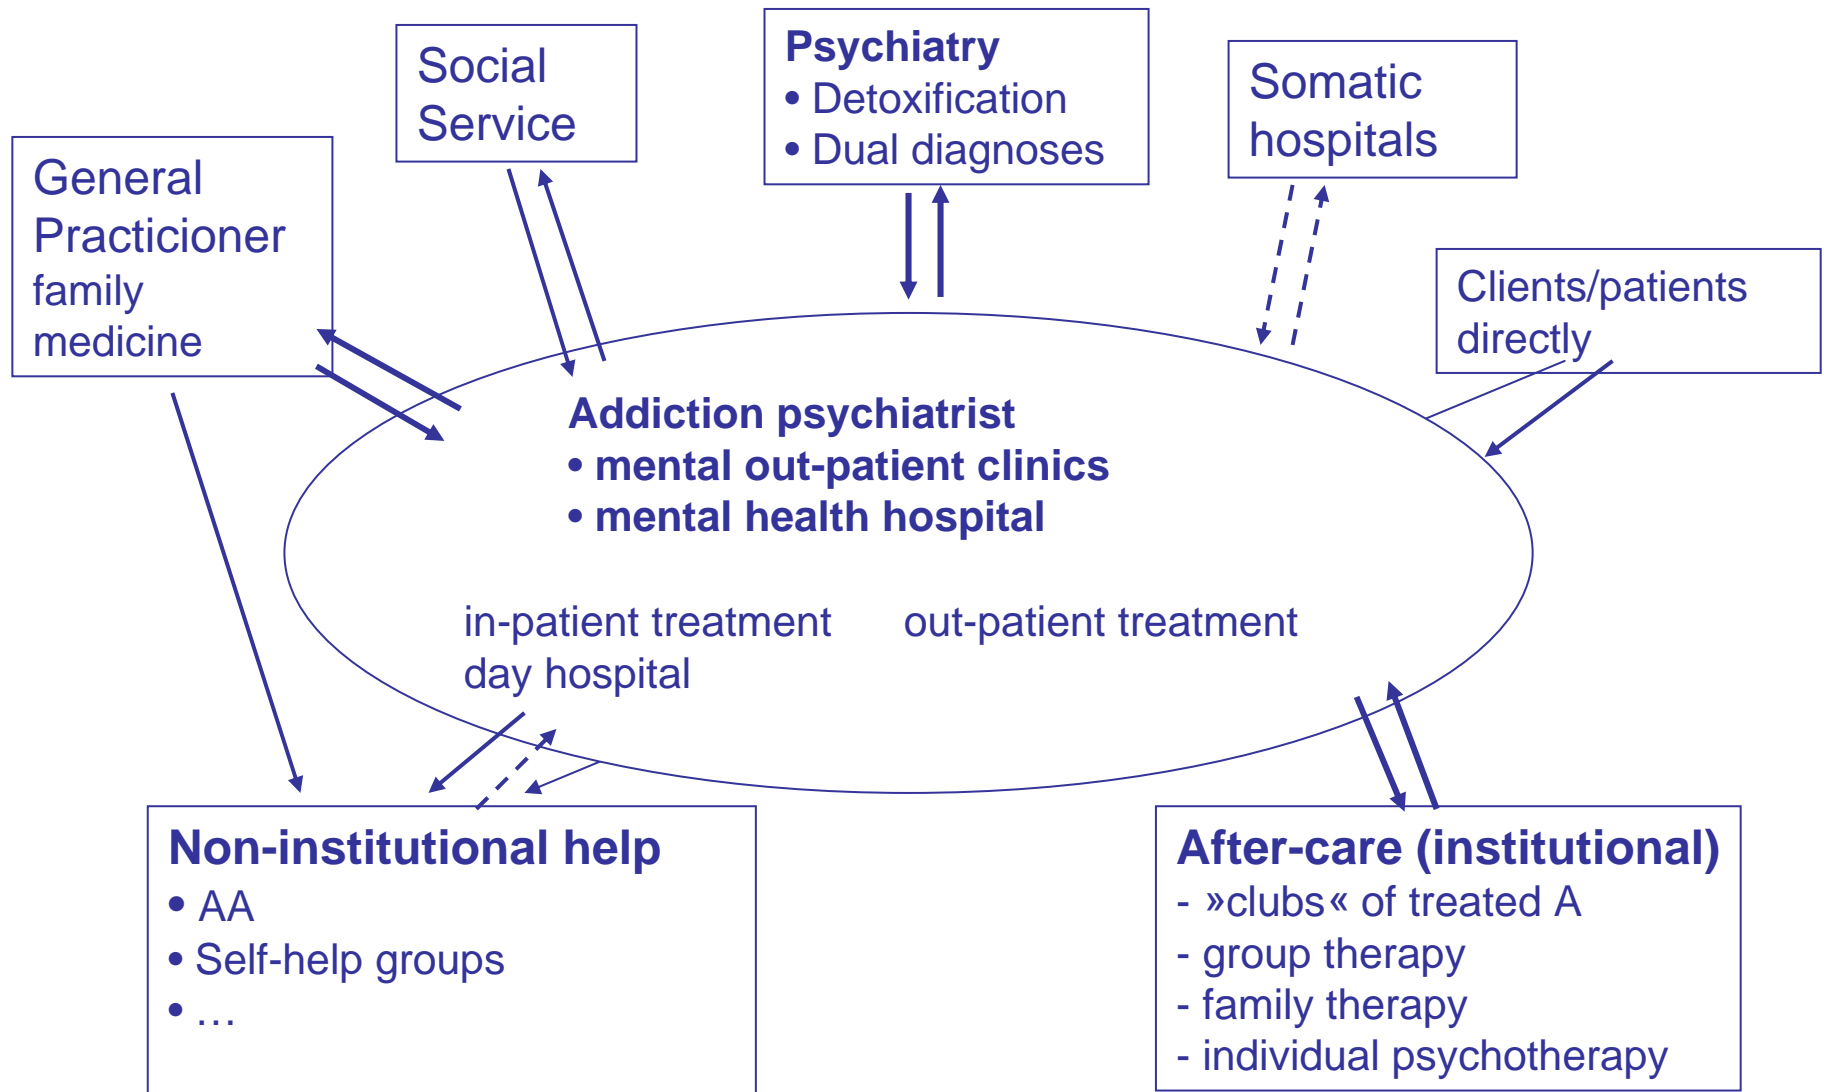 Social
Service
Psychiatry
• Detoxification
• Dual diagnoses
Somatic
hospitals
General
Practicioner
family
medicine
Clients/patients
directly
Addiction psychiatrist
• mental out-patient clinics
• mental health hospital
in-patient treatment
day hospital
out-patient treatment
Non-institutional help
• AA
• Self-help groups
• …
After-care (institutional)
- »clubs« of treated A
- group therapy
- family therapy
- individual psychotherapy